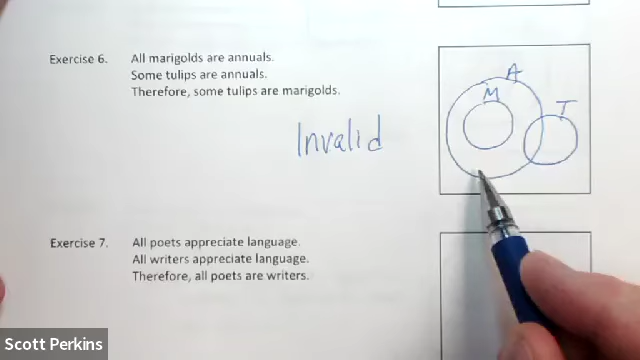 Exercise 6. All marigolds are annuals.
Some tulips are annuals.
Therefore, some tulips are marigolds.
Invalid
A
M
T
Exercise 7. All poets appreciate language.
All writers appreciate language.
Therefore, all poets are writers.
Scott Perkins